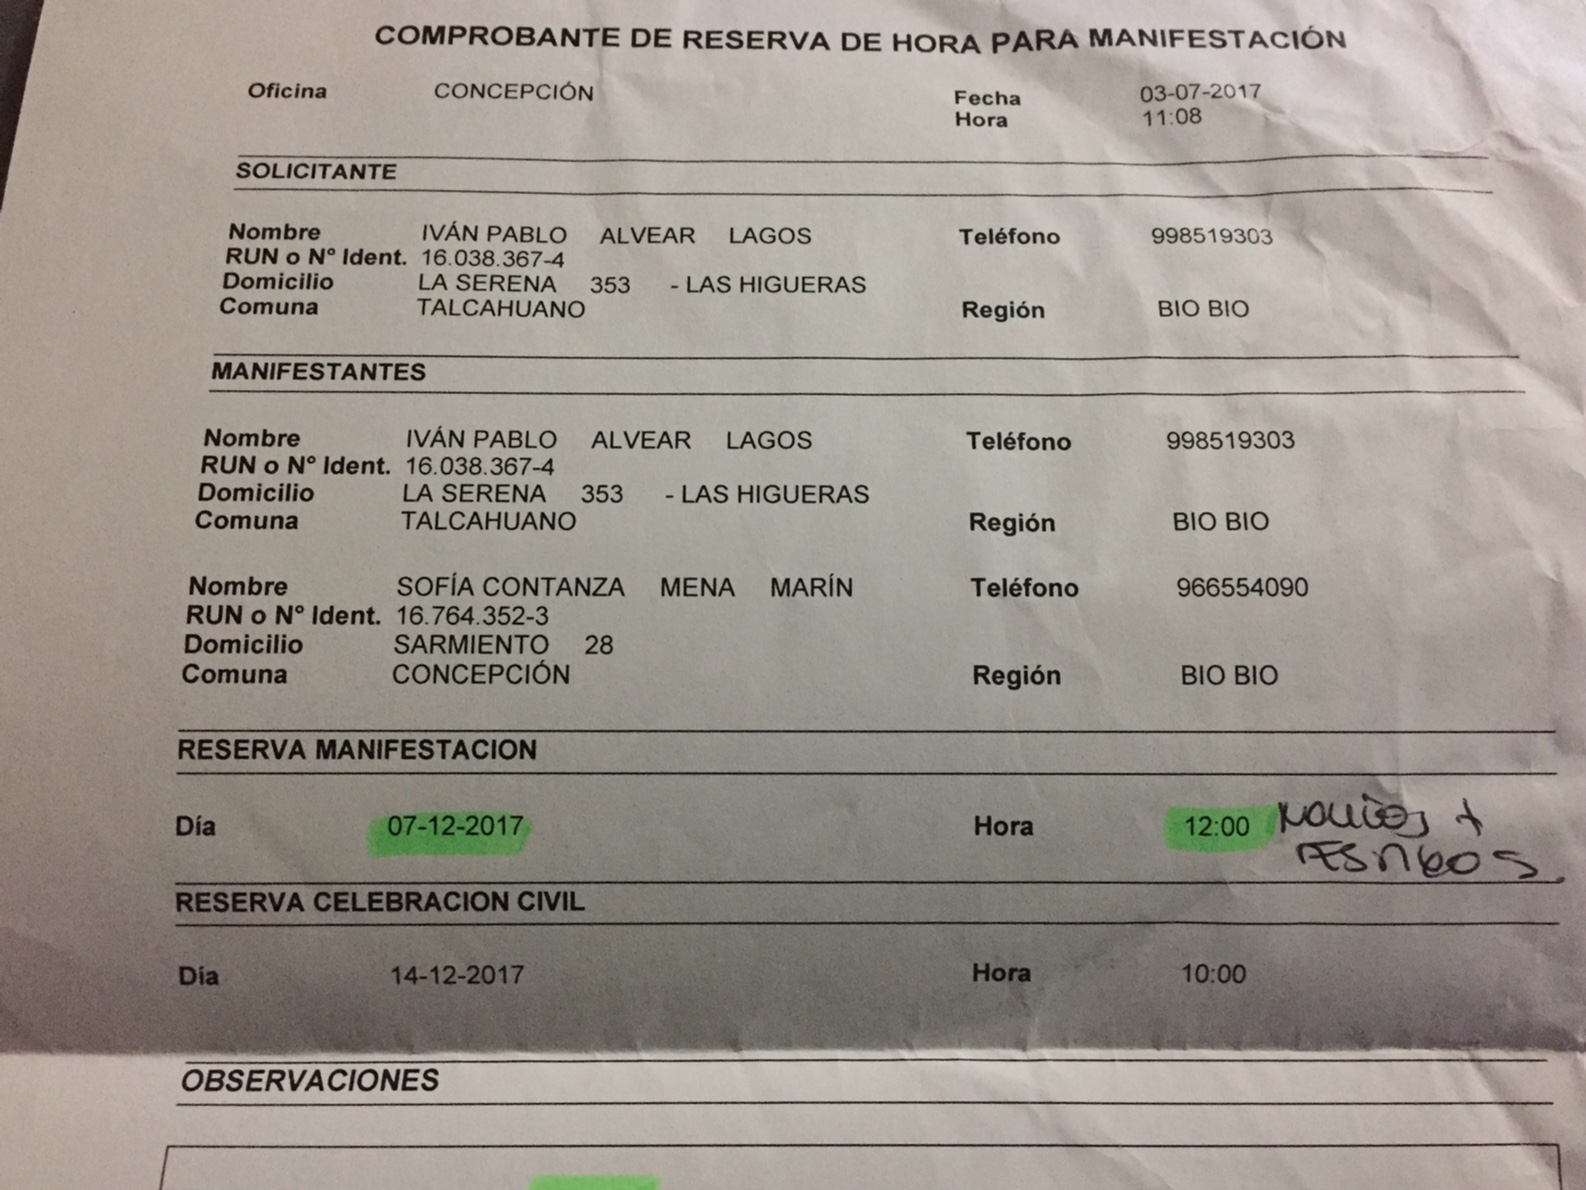 COMPROBANTE DE RESERVA DE HORA PARA MANIFESTACIÓN
Oficina CONCEPCIÓN Fecha 03-07-2017
Hora 11:08
SOLICITANTE
Nombre IVÁN PABLO ALVEAR LAGOS Teléfono 998519303
RUN o Nº Ident. 16.038.367-4
Domicilio LA SERENA 353 - LAS HIGUERAS
Comuna TALCAHUANO Región BIO BIO
MANIFESTANTES
Nombre IVÁN PABLO ALVEAR LAGOS Teléfono 998519303
RUN o Nº Ident. 16.038.367-4
Domicilio LA SERENA 353 - LAS HIGUERAS
Comuna TALCAHUANO Región BIO BIO
Nombre SOFÍA CONTANZA MENA MARÍN Teléfono 966554090
RUN o Nº Ident. 16.764.352-3
Domicilio SARMIENTO 28
Comuna CONCEPCIÓN Región BIO BIO
RESERVA MANIFESTACION
Día 07-12-2017 Hora 12:00 +
RESERVA CELEBRACION CIVIL
Día 14-12-2017 Hora 10:00
OBSERVACIONES